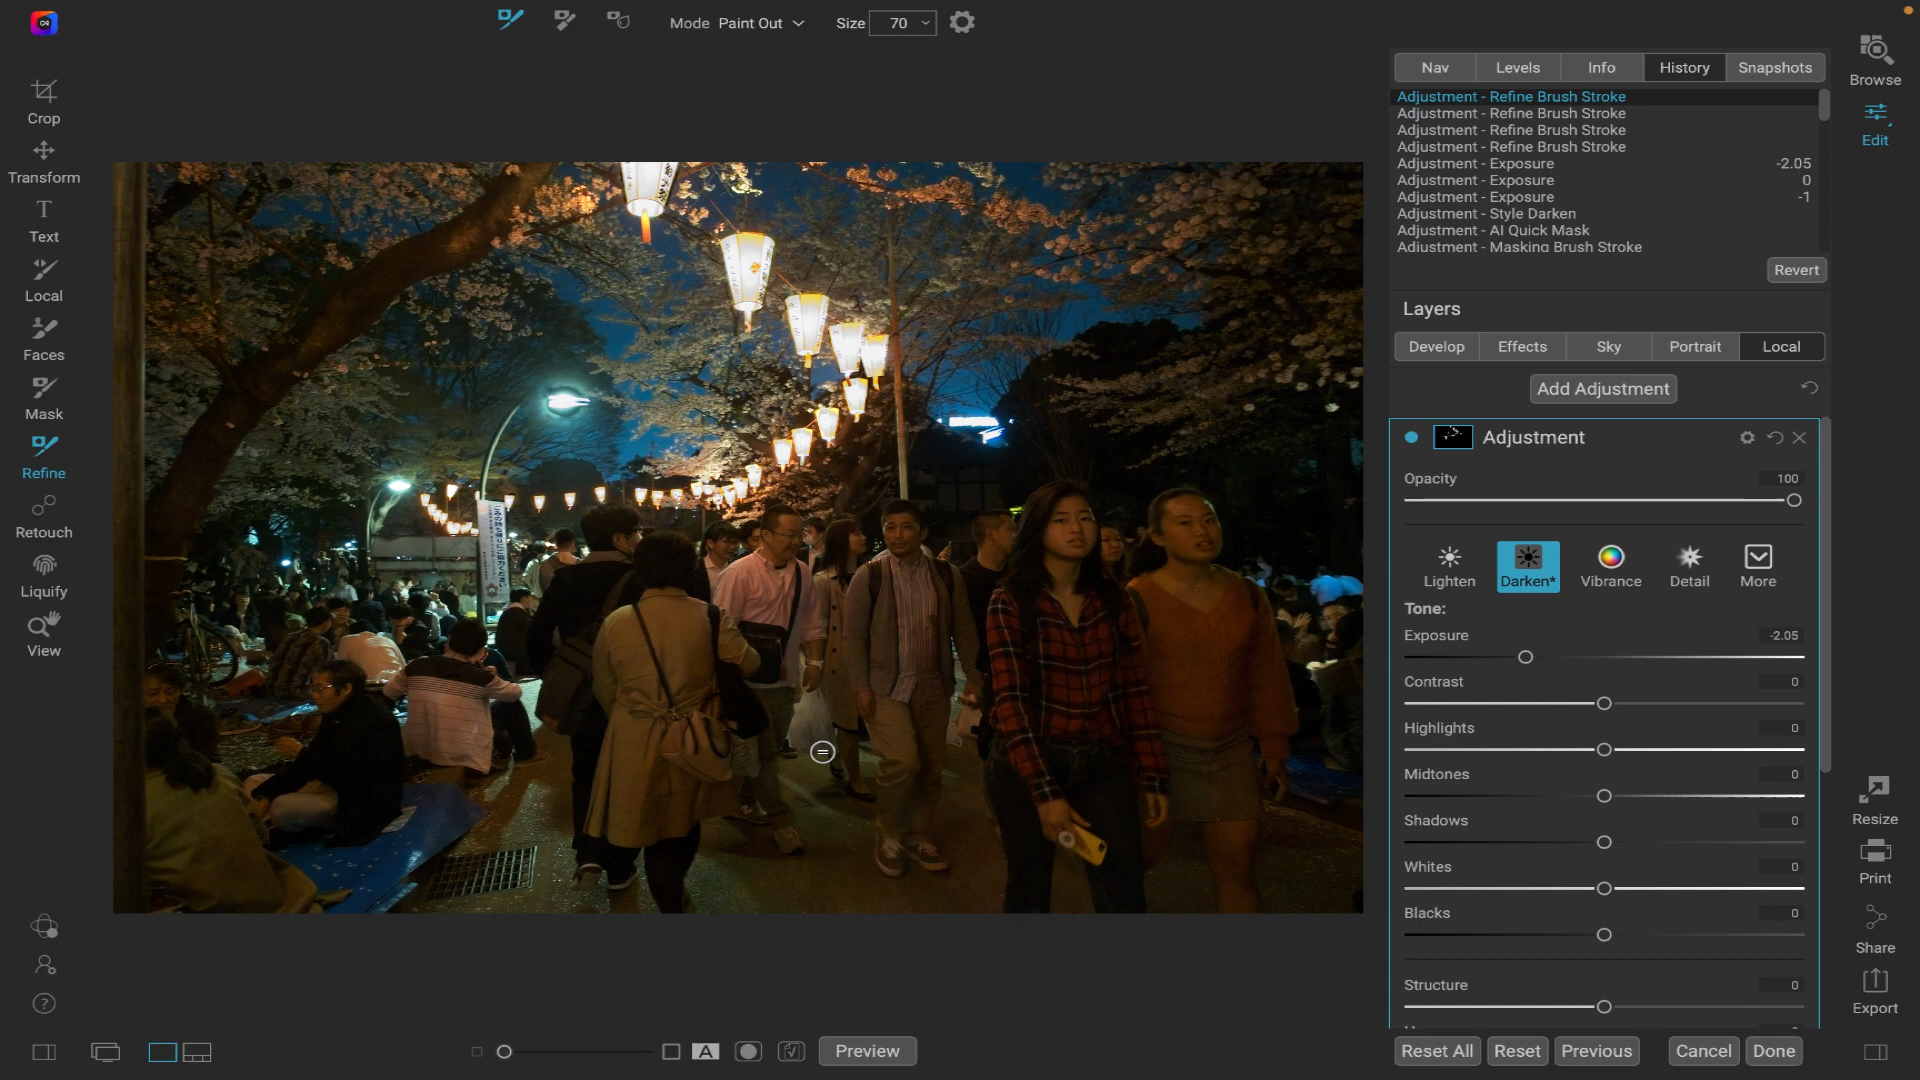 Mode Paint Out
Size 70
Crop
Transform
T
Text
Local
Faces
Mask
Refine
Retouch
Liquify
View
?
Nav
Levels
Info
History
Snapshots
Adjustment - Refine Brush Stroke
Adjustment - Refine Brush Stroke
Adjustment - Refine Brush Stroke
Adjustment - Refine Brush Stroke
Adjustment - Exposure -2.05
Adjustment - Exposure 0
Adjustment - Exposure -1
Adjustment - Style Darken
Adjustment - AI Quick Mask
Adjustment - Masking Brush Stroke
Revert
Layers
Develop
Effects
Sky
Portrait
Local
Add Adjustment
Adjustment
Opacity 100
Lighten
Darken*
Vibrance
Detail
More
Tone:
Exposure -2.05
Contrast 0
Highlights 0
Midtones 0
Shadows 0
Whites 0
Blacks 0
Structure 0
Reset All
Reset
Previous
Cancel
Done
A
Preview
Browse
Edit
Resize
Print
Share
Export